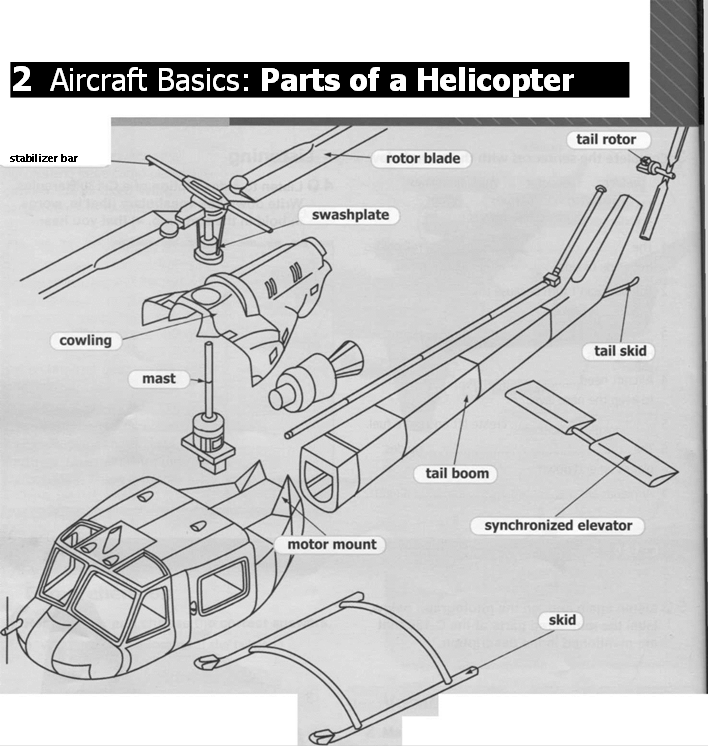 2 Aircraft Basics: Parts of a Helicopter
tail rotor
stabilizer bar
rotor blade
swashplate
cowling
tail skid
mast
tail boom
synchronized elevator
motor mount
skid